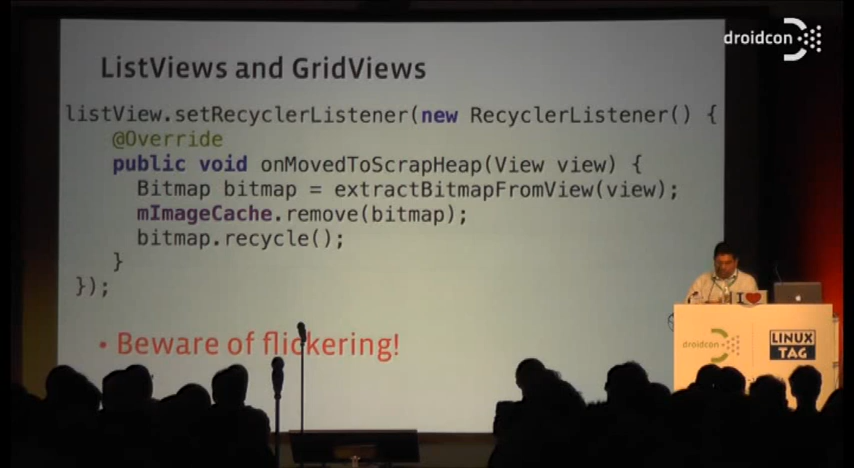 droidcon
ListViews and GridViews
listView.setRecyclerListener(new RecyclerListener() {
@Override
public void onMovedToScrapHeap(View view) {
Bitmap bitmap = extractBitmapFromView(view);
mImageCache.remove(bitmap);
bitmap.recycle();
}
});
• Beware of flickering!
I
droidcon
LINUX
TAG